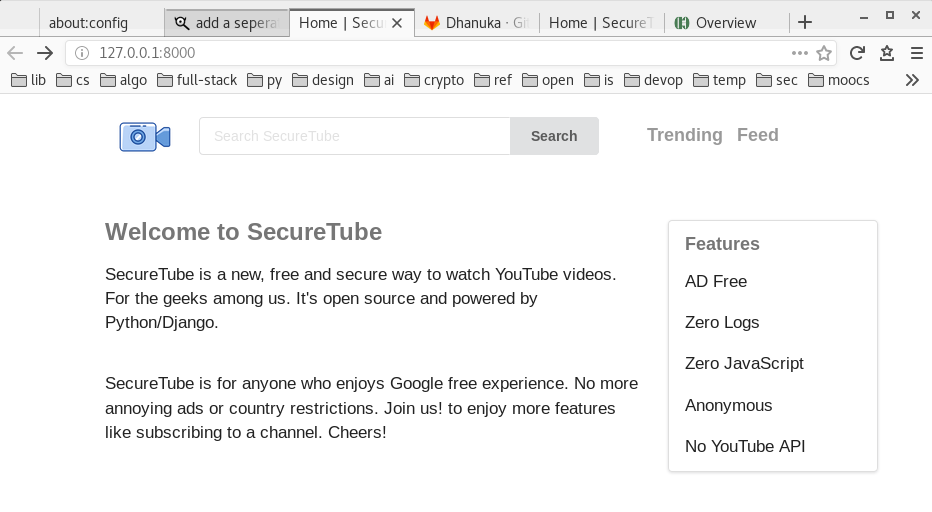 about:config
add a sepera
Home | Secu
Dhanuka · Gi
Home | SecureT
Overview
127.0.0.1:8000
lib cs algo full-stack py design ai crypto ref open is devop temp sec moocs
Search SecureTube
Search
Trending Feed
Welcome to SecureTube
SecureTube is a new, free and secure way to watch YouTube videos.
For the geeks among us. It's open source and powered by
Python/Django.
SecureTube is for anyone who enjoys Google free experience. No more
annoying ads or country restrictions. Join us! to enjoy more features
like subscribing to a channel. Cheers!
Features
AD Free
Zero Logs
Zero JavaScript
Anonymous
No YouTube API